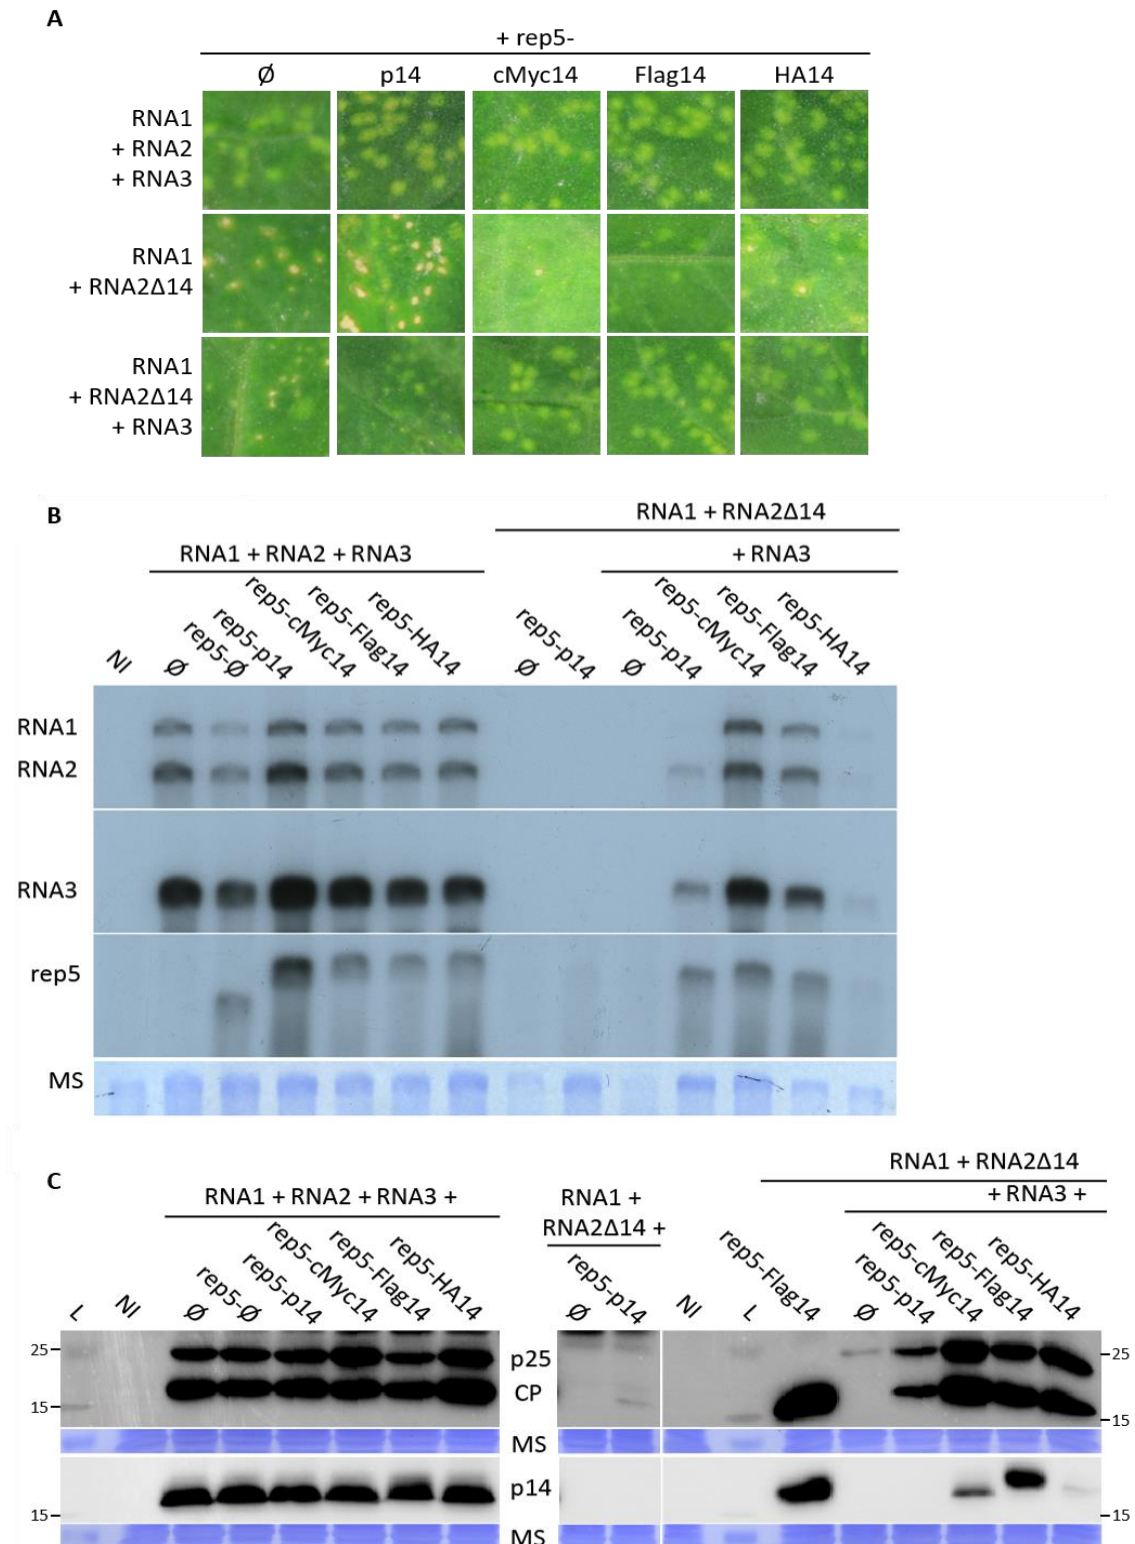 A
+ rep5-
Ø p14 cMyc14 Flag14 HA14
RNA1
+ RNA2
+ RNA3
RNA1
+ RNA2Δ14
RNA1
+ RNA2Δ14
+ RNA3
B
RNA1 + RNA2Δ14
RNA1 + RNA2 + RNA3 + RNA3
NI Ø rep5-Ø rep5-p14 rep5-cMyc14 rep5-Flag14 rep5-HA14 Ø rep5-p14 Ø rep5-p14 rep5-cMyc14 rep5-Flag14 rep5-HA14
RNA1
RNA2
RNA3
rep5
MS
C
RNA1 + RNA2Δ14
RNA1 + RNA2 + RNA3 + RNA1 + + RNA3 +
RNA2Δ14 +
L NI Ø rep5-Ø rep5-p14 rep5-cMyc14 rep5-Flag14 rep5-HA14 Ø rep5-p14 NI L rep5-Flag14 Ø rep5-p14 rep5-cMyc14 rep5-Flag14 rep5-HA14
25 p25 25
CP
15 15
MS
p14
15 15
MS